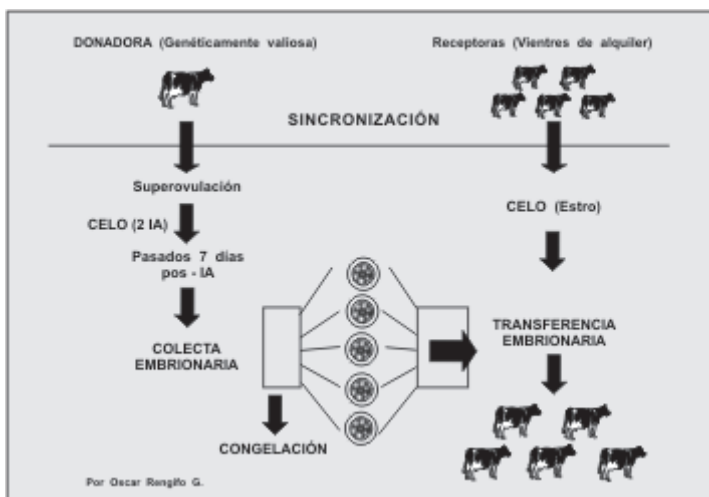 DONADORA (Genéticamente valiosa)
Receptoras (Vientres de alquiler)
SINCRONIZACIÓN
Superovulación
CELO (2 IA)
Pasados 7 días
pos - IA
COLECTA
EMBRIONARIA
CONGELACIÓN
CELO (Estro)
TRANSFERENCIA
EMBRIONARIA
Por Oscar Rengifo G.